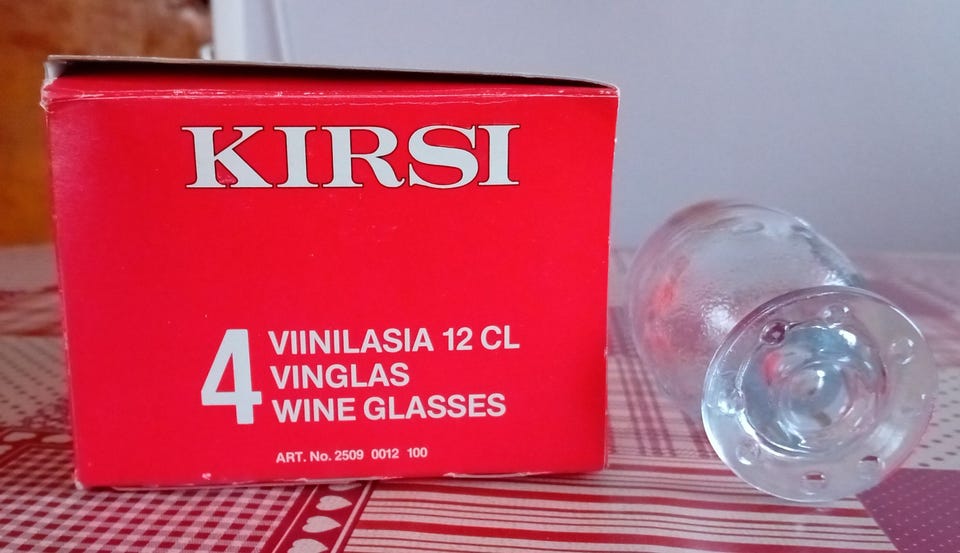 KIRSI
4 VIINILASIA 12 CL
VINGLAS
WINE GLASSES
ART. No. 2509 0012 100